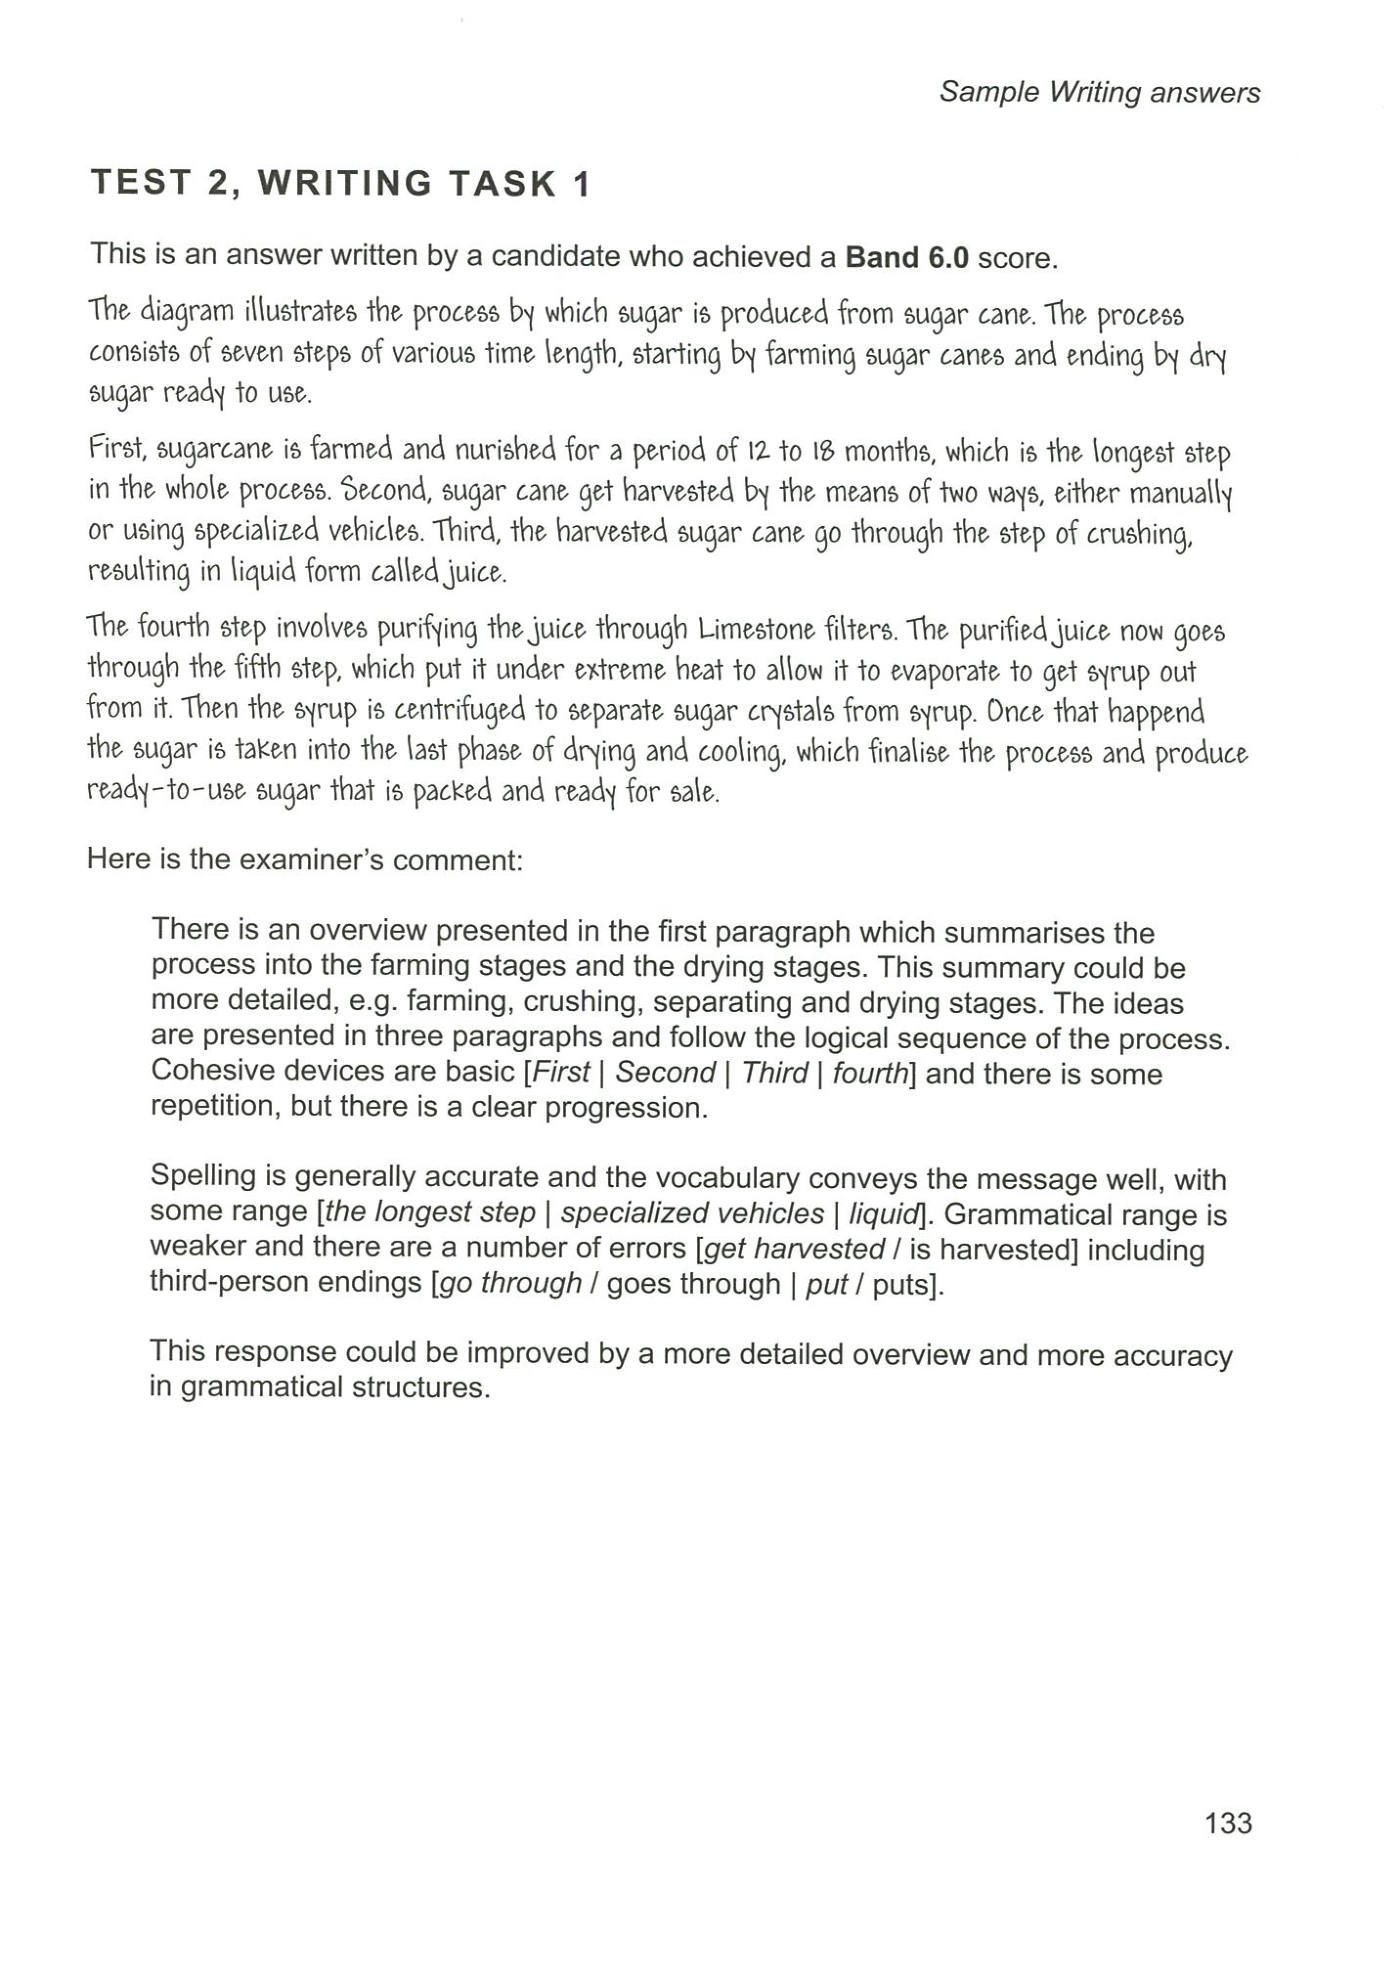 Sample Writing answers
TEST 2, WRITING TASK 1
This is an answer written by a candidate who achieved a Band 6.0 score.
The diagram illustrates the process by which sugar is produced from sugar cane. The process
consists of seven steps of various time length, starting by farming sugar canes and ending by dry
sugar ready to use.
First, sugarcane is farmed and nurished for a period of 12 to 18 months, which is the longest step
in the whole process. Second, sugar cane get harvested by the means of two ways, either manually
or using specialized vehicles. Third, the harvested sugar cane go through the step of crushing,
resulting in liquid form called juice.
The fourth step involves purifying the juice through Limestone filters. The purified juice now goes
through the fifth step, which put it under extreme heat to allow it to evaporate to get syrup out
from it. Then the syrup is centrifuged to separate sugar crystals from syrup. Once that happend
the sugar is taken into the last phase of drying and cooling, which finalise the process and produce
ready-to-use sugar that is packed and ready for sale.
Here is the examiner's comment:
There is an overview presented in the first paragraph which summarises the
process into the farming stages and the drying stages. This summary could be
more detailed, e.g. farming, crushing, separating and drying stages. The ideas
are presented in three paragraphs and follow the logical sequence of the process.
Cohesive devices are basic [First | Second | Third | fourth] and there is some
repetition, but there is a clear progression.
Spelling is generally accurate and the vocabulary conveys the message well, with
some range [the longest step | specialized vehicles | liquid]. Grammatical range is
weaker and there are a number of errors [get harvested / is harvested] including
third-person endings [go through / goes through | put / puts].
This response could be improved by a more detailed overview and more accuracy
in grammatical structures.
133